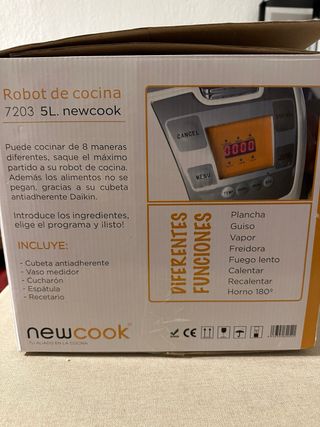 Robot de cocina
7203 5L. newcook
Puede cocinar de 8 maneras
diferentes, saque el máximo
partido a su robot de cocina.
Además los alimentos no se
pegan, gracias a su cubeta
antiadherente Daikin.
Introduce los ingredientes,
elige el programa y ¡listo!
INCLUYE:
- Cubeta antiadherente
- Vaso medidor
- Cucharón
- Espátula
- Recetario
CANCEL
0000
MENU
DIFERENTES
FUNCIONES
Plancha
Guiso
Vapor
Freidora
Fuego lento
Calentar
Recalentar
Horno 180º
newcook®
TU ALIADO EN LA COCINA
CE